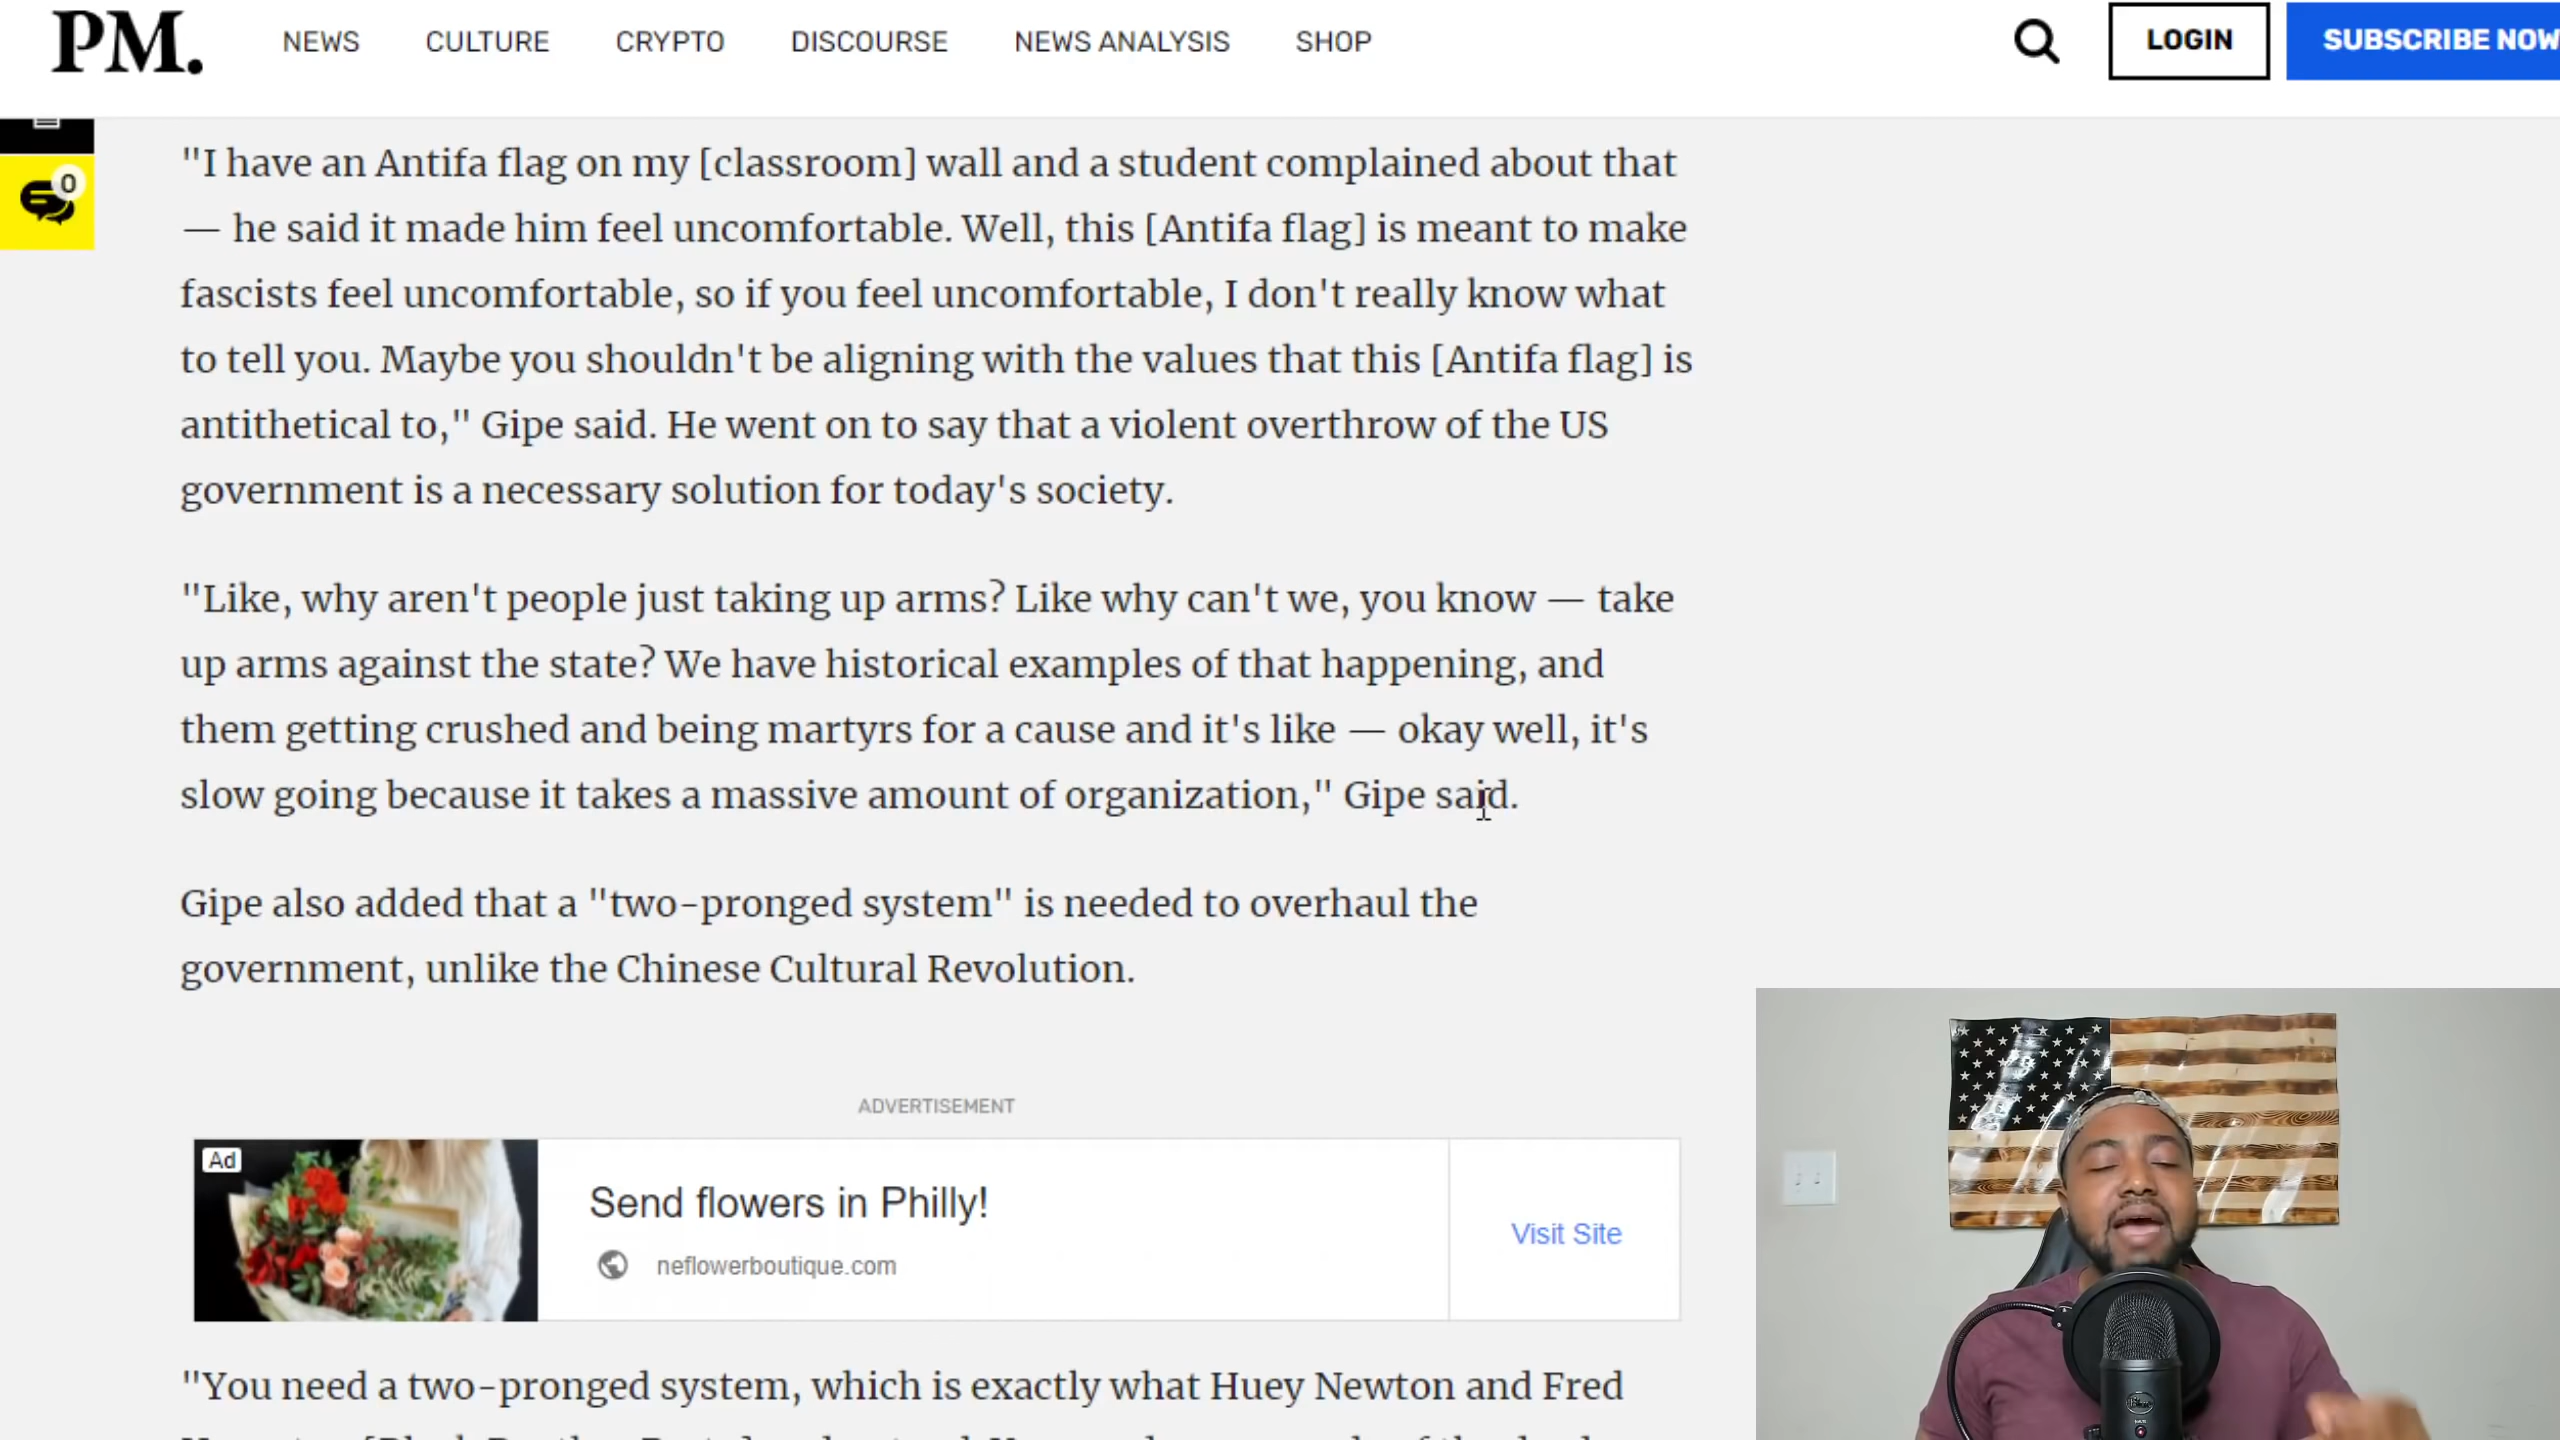 PM. NEWS CULTURE CRYPTO DISCOURSE NEWS ANALYSIS SHOP LOGIN SUBSCRIBE NOW
0
"I have an Antifa flag on my [classroom] wall and a student complained about that
— he said it made him feel uncomfortable. Well, this [Antifa flag] is meant to make
fascists feel uncomfortable, so if you feel uncomfortable, I don't really know what
to tell you. Maybe you shouldn't be aligning with the values that this [Antifa flag] is
antithetical to," Gipe said. He went on to say that a violent overthrow of the US
government is a necessary solution for today's society.
"Like, why aren't people just taking up arms? Like why can't we, you know — take
up arms against the state? We have historical examples of that happening, and
them getting crushed and being martyrs for a cause and it's like — okay well, it's
slow going because it takes a massive amount of organization," Gipe said.
Gipe also added that a "two-pronged system" is needed to overhaul the
government, unlike the Chinese Cultural Revolution.
ADVERTISEMENT
Ad
Send flowers in Philly!
neflowerboutique.com
Visit Site
"You need a two-pronged system, which is exactly what Huey Newton and Fred